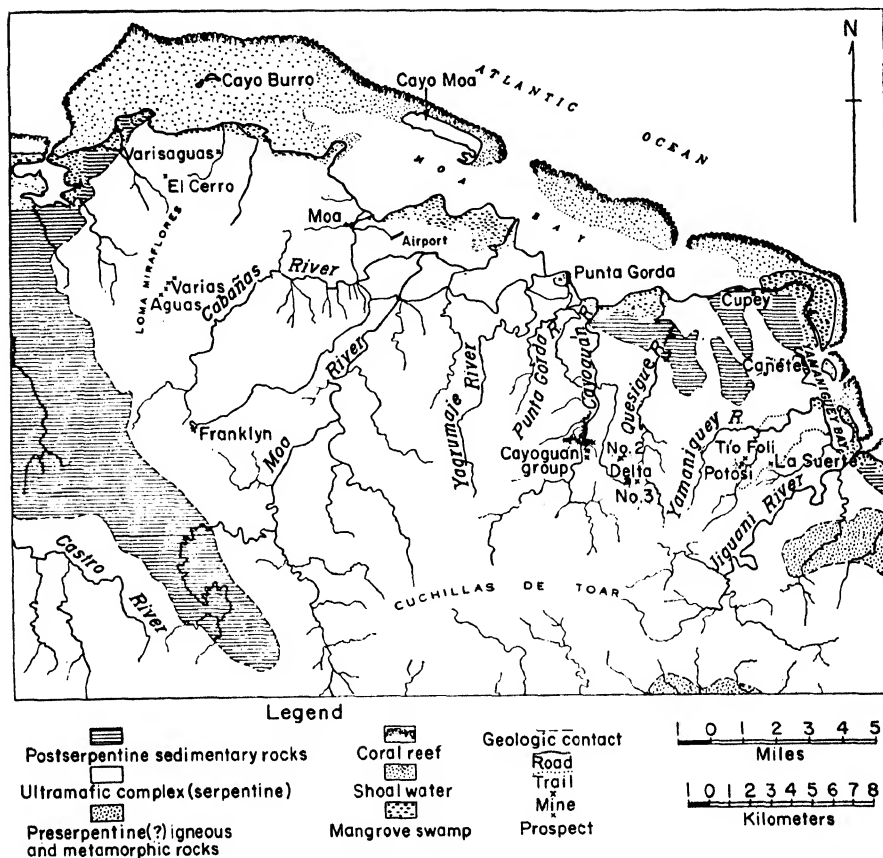 N
ATLANTIC
OCEAN
Cayo Burro
Cayo Moa
MOA
BAY
Varisaguas
El Cerro
LOMA MIRAFLORES
Moa
Airport
Varias
Aguas
Cabañas River
Punta Gorda
Cupey
Cañete
YAMANIGUEY BAY
Moa River
Yagrumaje River
Punta Gorda R.
Cayoguan R.
Quesigue R.
Yamaniquey R.
Franklyn
Cayoguan
group
No. 2
Delta
No. 3
Tío Foli
Potosi
La Suerte
Jiguani River
Castro River
CUCHILLAS DE TOAR
Legend
Postserpentine sedimentary rocks
Ultramafic complex (serpentine)
Preserpentine(?) igneous
and metamorphic rocks
Coral reef
Shoal water
Mangrove swamp
Geologic contact
Road
Trail
x
Mine
x
Prospect
1 0 1 2 3 4 5
Miles
1 0 1 2 3 4 5 6 7 8
Kilometers